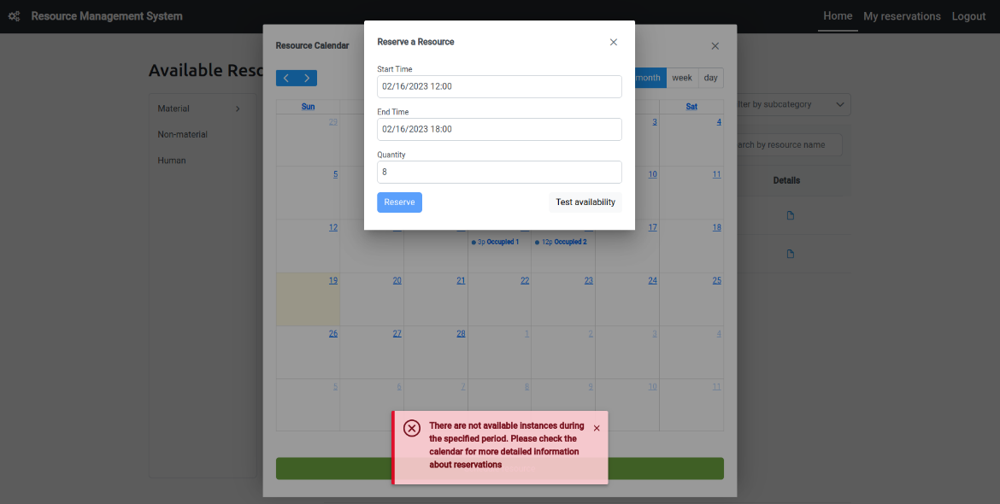 Resource Management System
Home My reservations Logout
Available Reso
Material
Non-material
Human
Resource Calendar
month week day
Sun Sat
29 3 4
5 10 11
12 17 18
3p Occupied 1 12p Occupied 2
19 20 21 22 23 24 25
26 27 28 1 2 3 4
5 6 7 8 9 10 11
Reserve a Resource
Start Time
02/16/2023 12:00
End Time
02/16/2023 18:00
Quantity
8
Reserve Test availability
lter by subcategory
arch by resource name
Details
There are not available instances during
the specified period. Please check the
calendar for more detailed information
about reservations